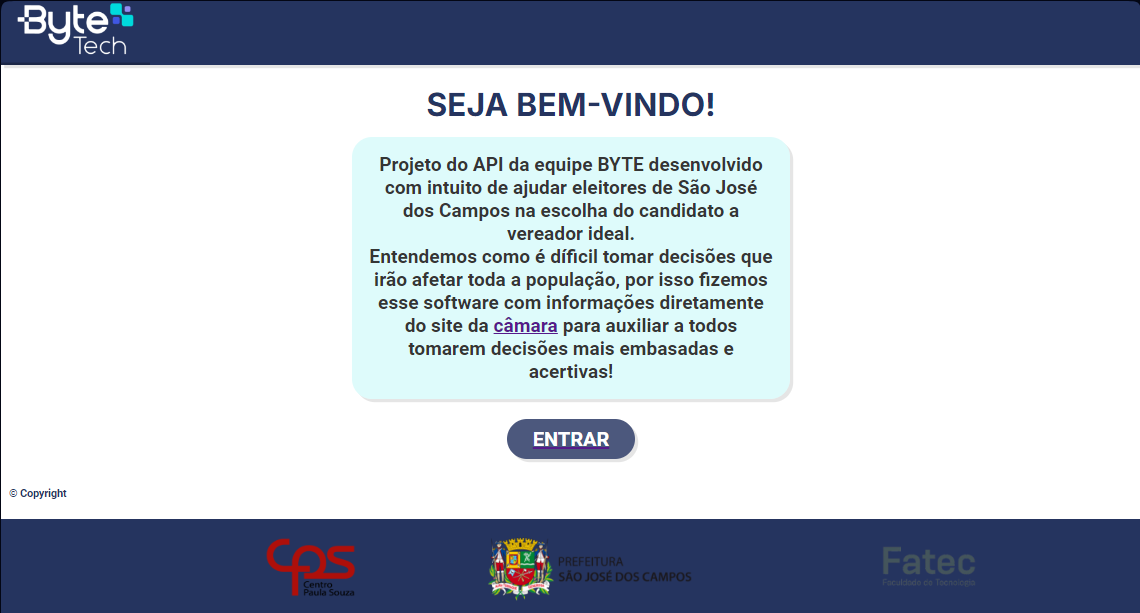 Byte
Tech
SEJA BEM-VINDO!
Projeto do API da equipe BYTE desenvolvido
com intuito de ajudar eleitores de São José
dos Campos na escolha do candidato a
vereador ideal.
Entendemos como é díficil tomar decisões que
irão afetar toda a população, por isso fizemos
esse software com informações diretamente
do site da câmara para auxiliar a todos
tomarem decisões mais embasadas e
acertivas!
ENTRAR
© Copyright
cps
Centro
Paula Souza
PREFEITURA
SÃO JOSÉ DOS CAMPOS
Fatec
Faculdade de Tecnologia